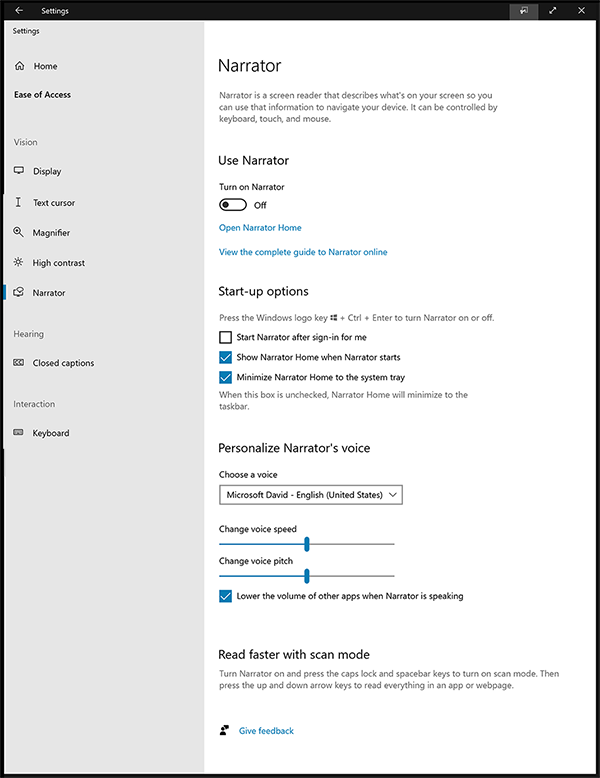 Settings
Settings
Home
Ease of Access
Vision
Display
Text cursor
Magnifier
High contrast
Narrator
Hearing
Closed captions
Interaction
Keyboard
Narrator
Narrator is a screen reader that describes what's on your screen so you
can use that information to navigate your device. It can be controlled by
keyboard, touch, and mouse.
Use Narrator
Turn on Narrator
Off
Open Narrator Home
View the complete guide to Narrator online
Start-up options
Press the Windows logo key + Ctrl + Enter to turn Narrator on or off.
Start Narrator after sign-in for me
Show Narrator Home when Narrator starts
Minimize Narrator Home to the system tray
When this box is unchecked, Narrator Home will minimize to the
taskbar.
Personalize Narrator's voice
Choose a voice
Microsoft David - English (United States)
Change voice speed
Change voice pitch
Lower the volume of other apps when Narrator is speaking
Read faster with scan mode
Turn Narrator on and press the caps lock and spacebar keys to turn on scan mode. Then
press the up and down arrow keys to read everything in an app or webpage.
Give feedback